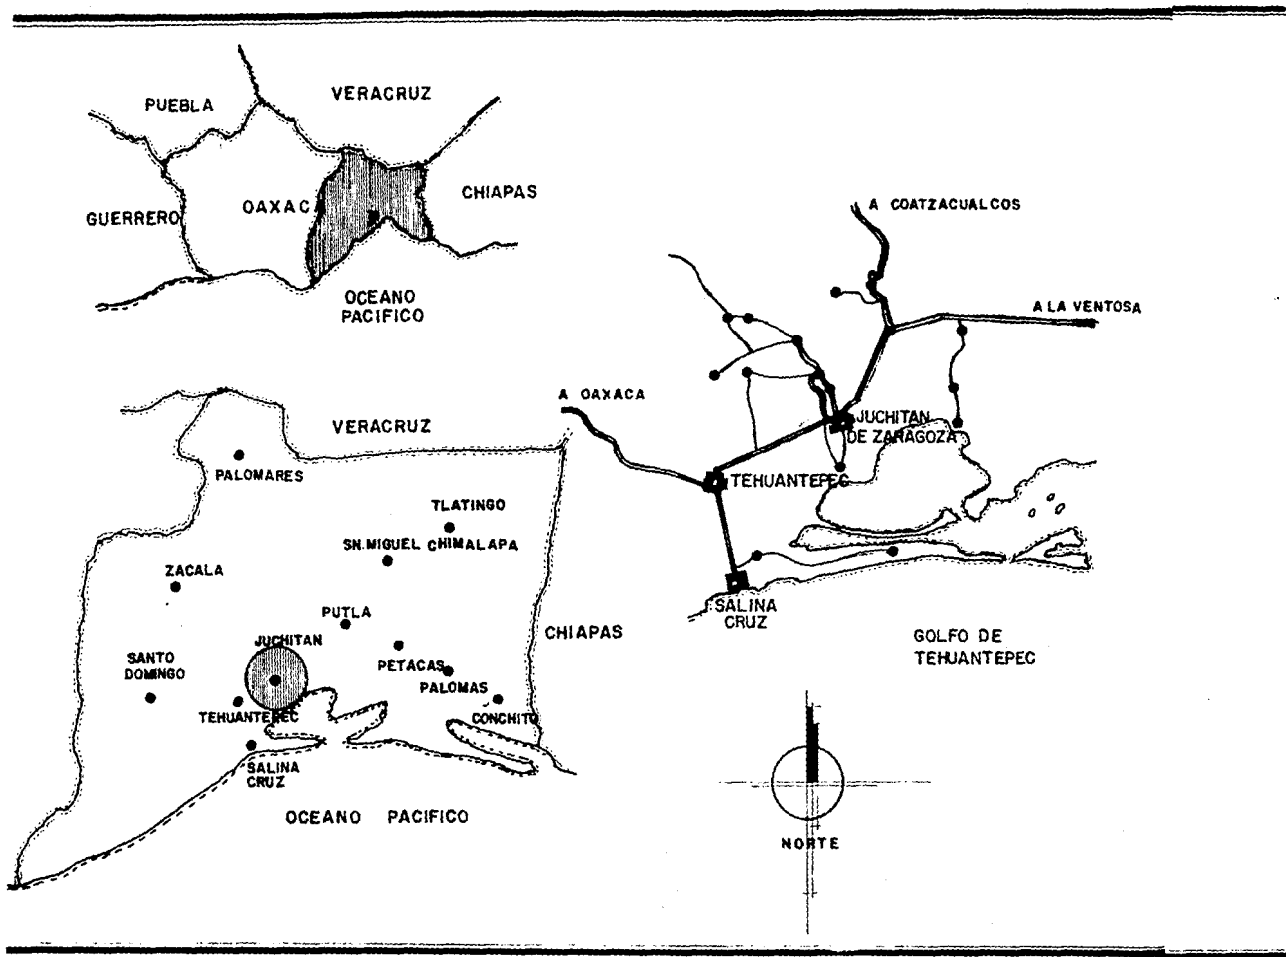 PUEBLA
VERACRUZ
GUERRERO
OAXACA
CHIAPAS
OCEANO
PACIFICO
VERACRUZ
PALOMARES
TLATINGO
SN. MIGUEL CHIMALAPA
ZACALA
PUTLA
JUCHITAN
CHIAPAS
SANTO
DOMINGO
PETACAS
PALOMAS
TEHUANTEPEC
CONCHITO
SALINA
CRUZ
OCEANO PACIFICO
A COATZACUALCOS
A LA VENTOSA
A OAXACA
JUCHITAN
DE ZARAGOZA
TEHUANTEPEC
SALINA
CRUZ
GOLFO DE
TEHUANTEPEC
NORTE